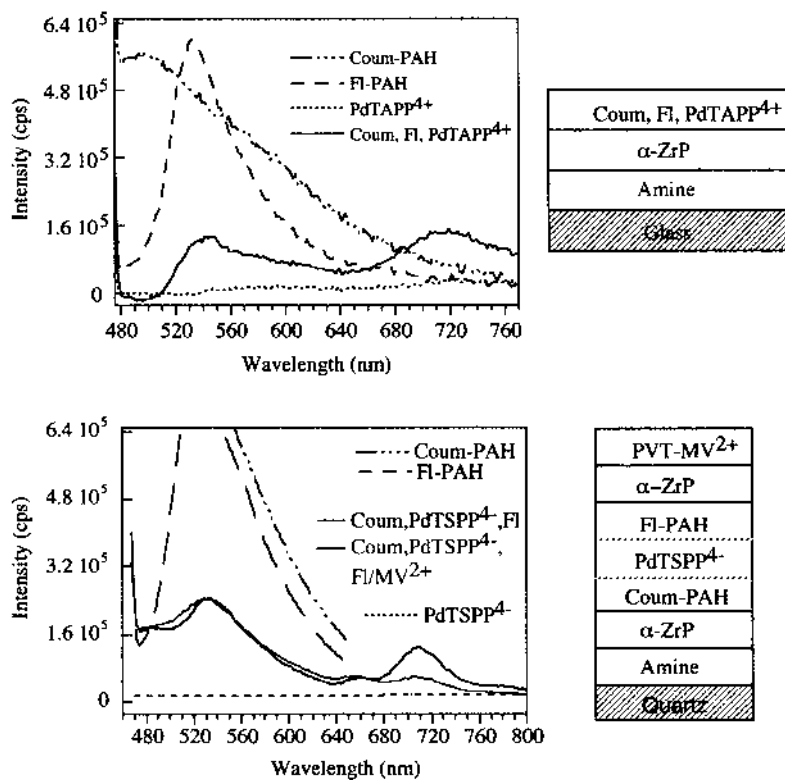 6.4 10⁵
4.8 10⁵
3.2 10⁵
1.6 10⁵
0
Intensity (cps)
Coum-PAH
Fl-PAH
PdTAPP⁴⁺
Coum, Fl, PdTAPP⁴⁺
480 520 560 600 640 680 720 760
Wavelength (nm)
Coum, Fl, PdTAPP⁴⁺
α-ZrP
Amine
Glass
6.4 10⁵
4.8 10⁵
3.2 10⁵
1.6 10⁵
0
Intensity (cps)
Coum-PAH
Fl-PAH
Coum,PdTSPP⁴⁻,Fl
Coum,PdTSPP⁴⁻,
Fl/MV²⁺
PdTSPP⁴⁻
480 520 560 600 640 680 720 760 800
Wavelength (nm)
PVT-MV²⁺
α-ZrP
Fl-PAH
PdTSPP⁴⁻
Coum-PAH
α-ZrP
Amine
Quartz